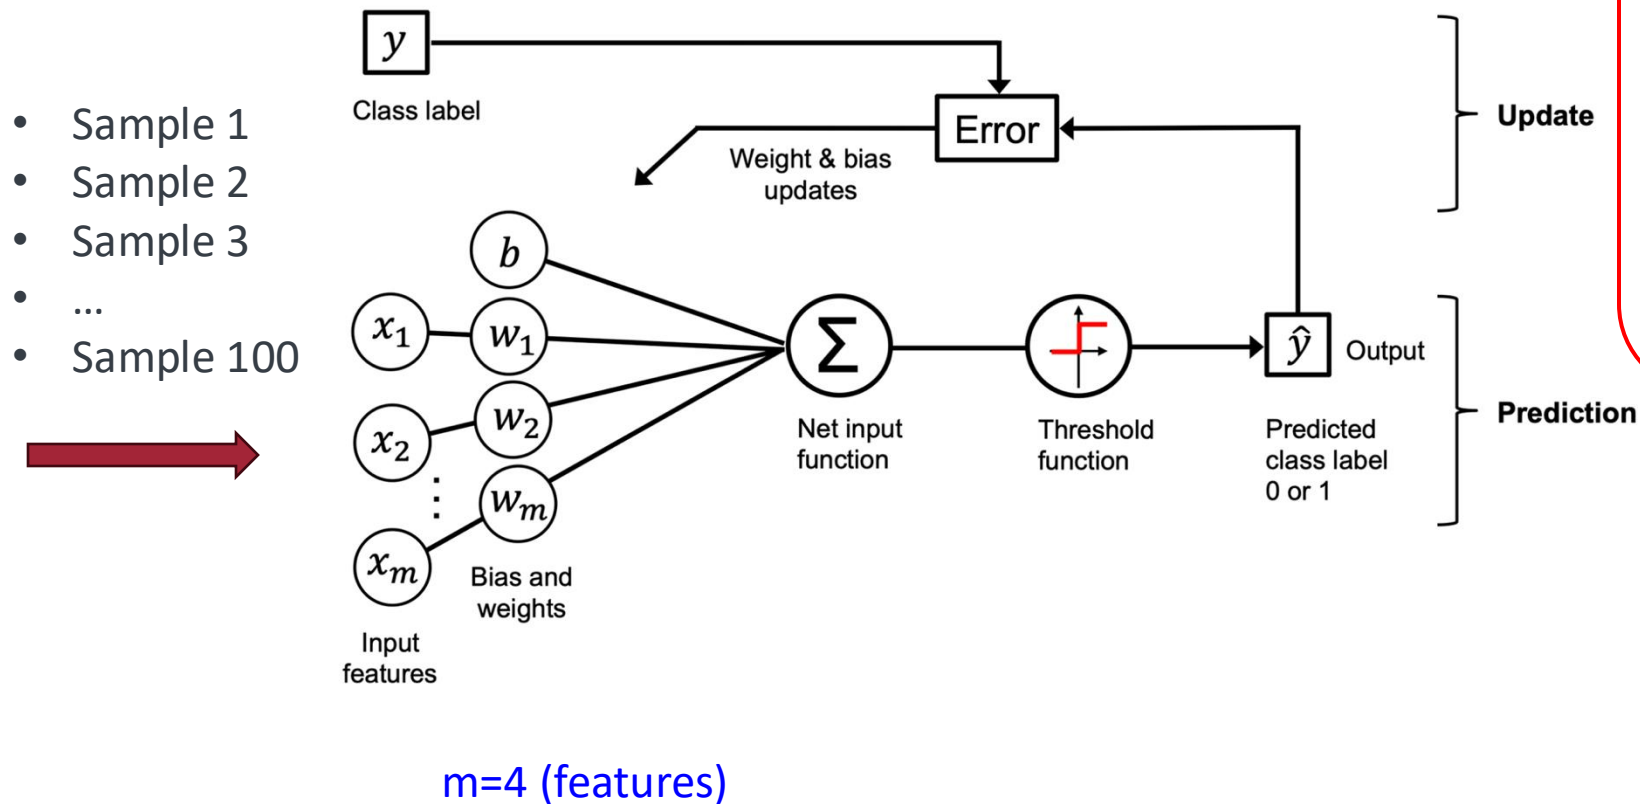 • Sample 1
• Sample 2
• Sample 3
• ...
• Sample 100
y
Class label
Error
Weight & bias
updates
Update
b
x₁
w₁
x₂
w₂
⋮
xₘ
wₘ
Bias and
weights
Input
features
Σ
Net input
function
Threshold
function
ŷ
Output
Predicted
class label
0 or 1
Prediction
m=4 (features)